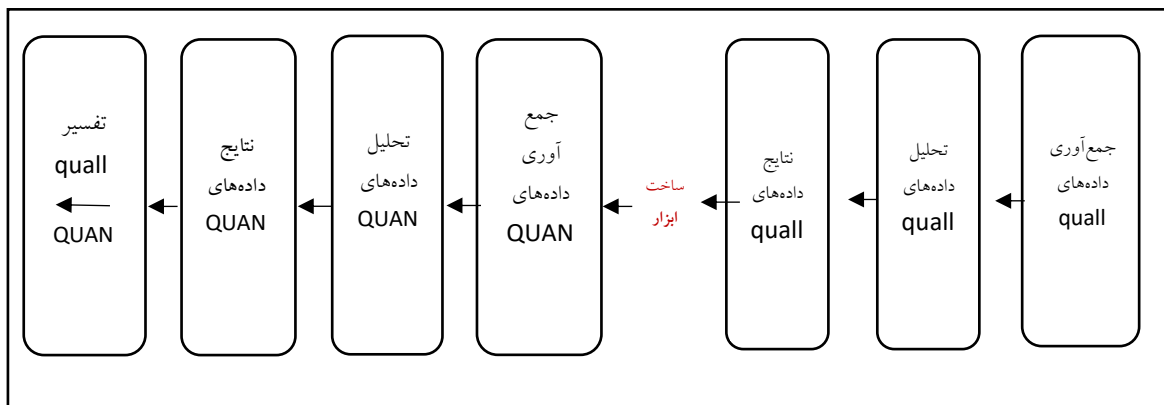 جمع‌آوری
داده‌های
quall
تحلیل
داده‌های
quall
نتایج
داده‌های
quall
ساخت
ابزار
جمع
آوری
داده‌های
QUAN
تحلیل
داده‌های
QUAN
نتایج
داده‌های
QUAN
تفسیر
quall
QUAN